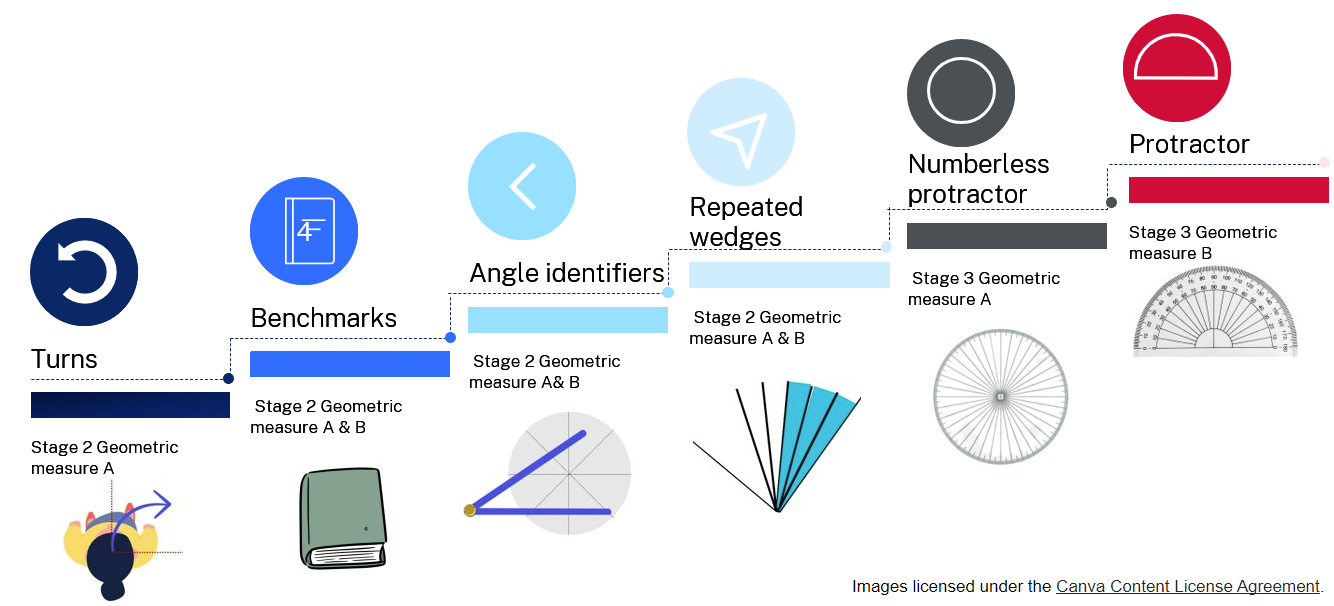 Turns
Stage 2 Geometric
measure A
4
Benchmarks
Stage 2 Geometric
measure A & B
Angle identifiers
Stage 2 Geometric
measure A& B
Repeated
wedges
Stage 2 Geometric
measure A & B
Numberless
protractor
Stage 3 Geometric
measure A
Protractor
Stage 3 Geometric
measure B
Images licensed under the Canva Content License Agreement.